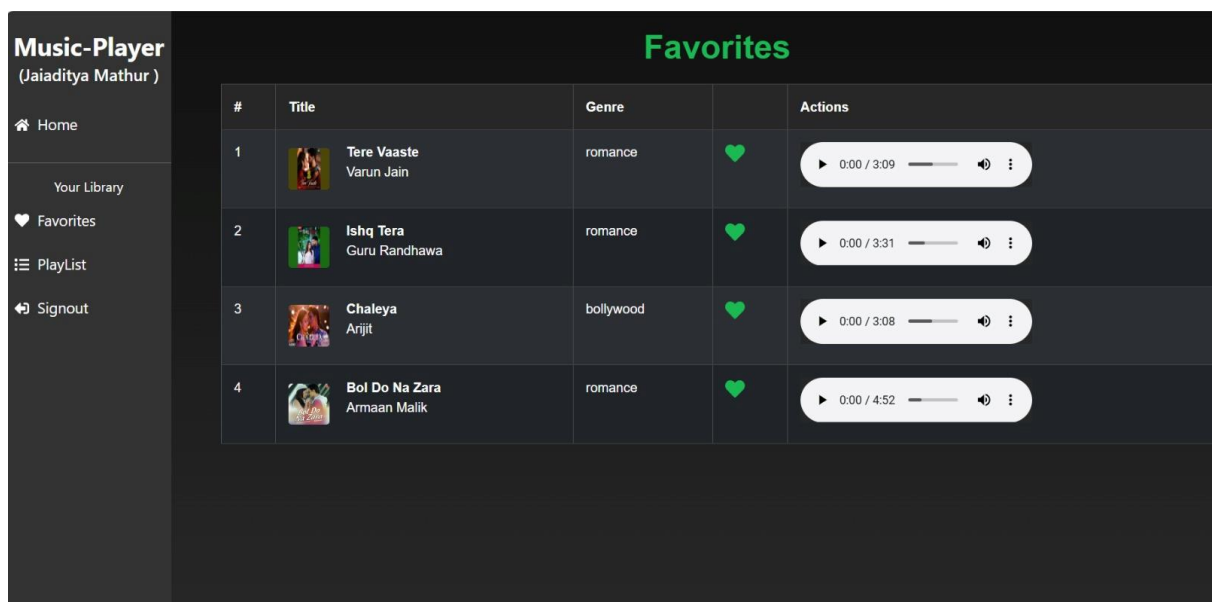 Music-Player
(Jaiaditya Mathur )
Home
Your Library
Favorites
PlayList
Signout
Favorites
# Title Genre Actions
1 Tere Vaaste romance 0:00 / 3:09
Varun Jain
2 Ishq Tera romance 0:00 / 3:31
Guru Randhawa
3 Chaleya bollywood 0:00 / 3:08
Arijit
4 Bol Do Na Zara romance 0:00 / 4:52
Armaan Malik